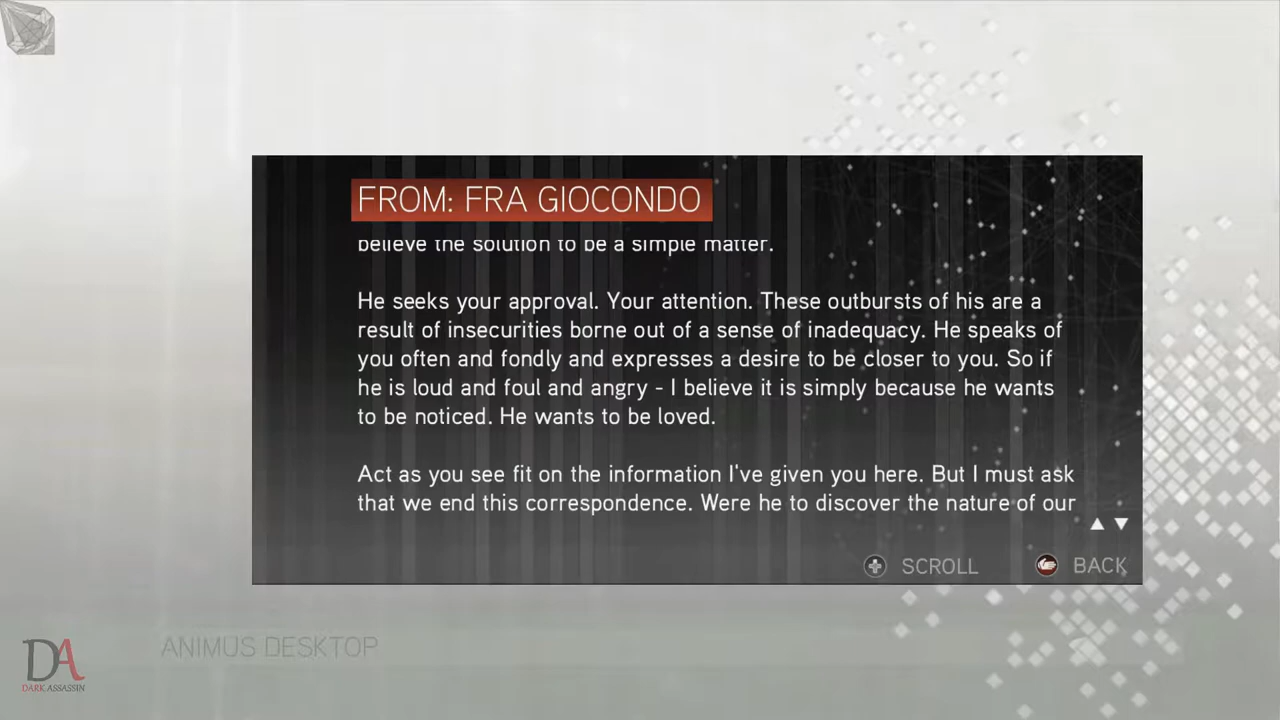 FROM: FRA GIOCONDO
believe the solution to be a simple matter.
He seeks your approval. Your attention. These outbursts of his are a
result of insecurities borne out of a sense of inadequacy. He speaks of
you often and fondly and expresses a desire to be closer to you. So if
he is loud and foul and angry - I believe it is simply because he wants
to be noticed. He wants to be loved.
Act as you see fit on the information I've given you here. But I must ask
that we end this correspondence. Were he to discover the nature of our
SCROLL
BACK
ANIMUS DESKTOP
DA
DARK ASSASSIN